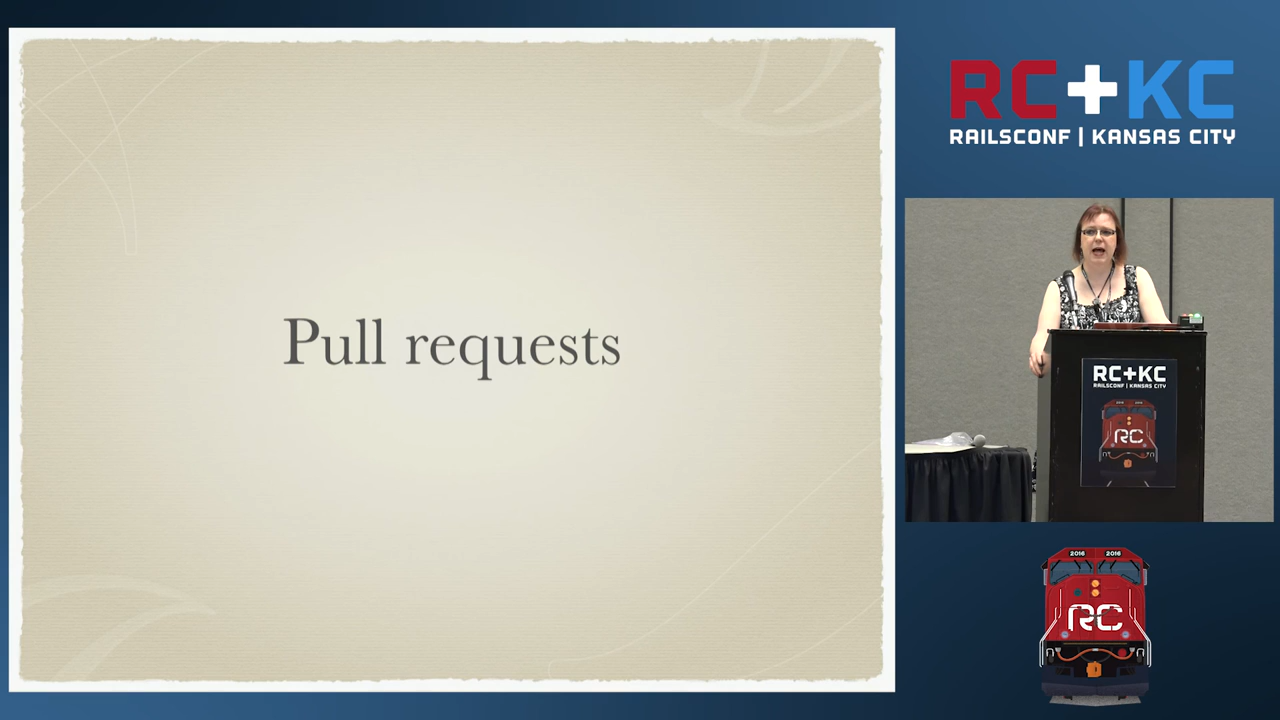 Pull requests
RC+KC
RAILSCONF | KANSAS CITY
RC+KC
RAILSCONF | KANSAS CITY
RC
2016 2016
RC